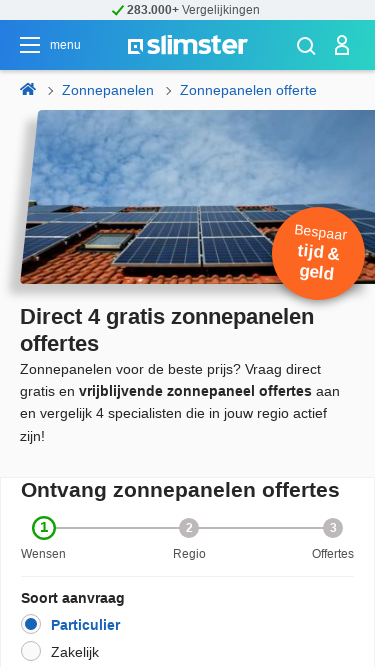 283.000+ Vergelijkingen
menu
slimster
Zonnepanelen
Zonnepanelen offerte
Bespaar
tijd &
geld
Direct 4 gratis zonnepanelen
offertes
Zonnepanelen voor de beste prijs? Vraag direct
gratis en vrijblijvende zonnepaneel offertes aan
en vergelijk 4 specialisten die in jouw regio actief
zijn!
Ontvang zonnepanelen offertes
1 2 3
Wensen Regio Offertes
Soort aanvraag
Particulier
Zakelijk